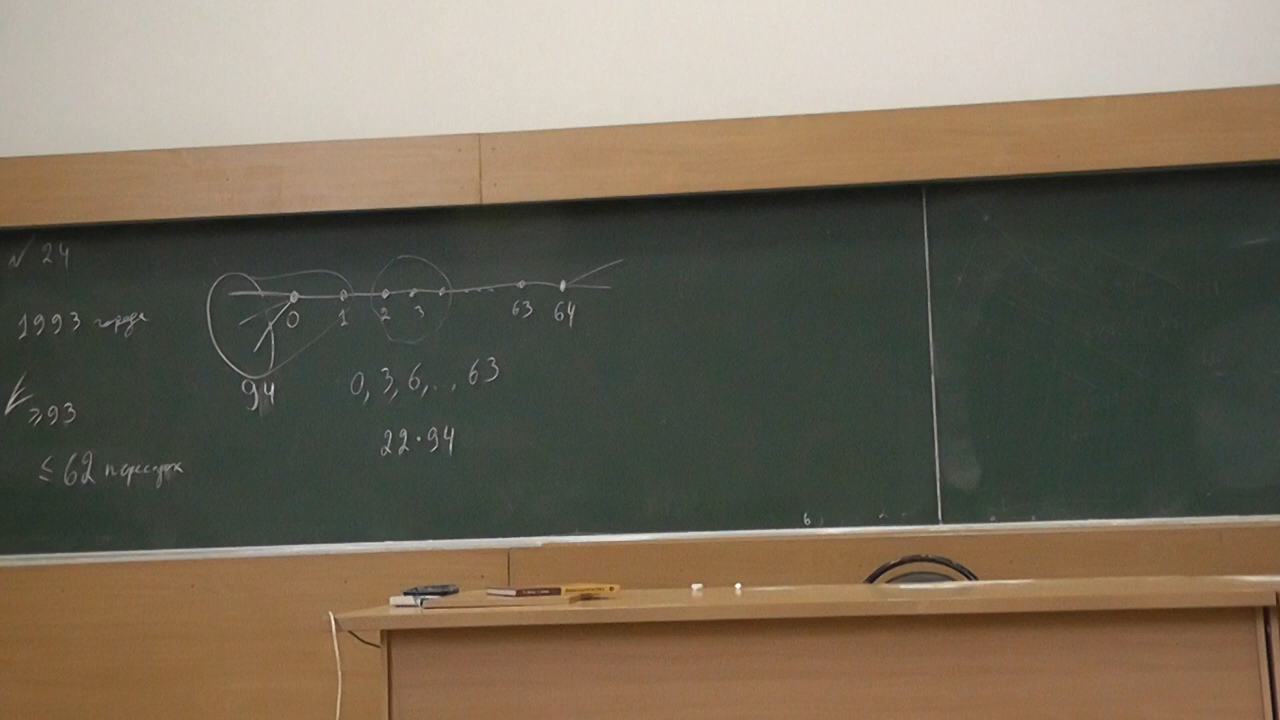 № 24
1993 города
≥93
≤ 62 пересадок
0 1 2 3 63 64
94
0, 3, 6, .. , 63
22·94